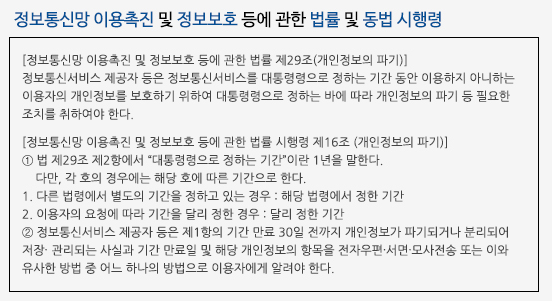 정보통신망 이용촉진 및 정보보호 등에 관한 법률 및 동법 시행령
[정보통신망 이용촉진 및 정보보호 등에 관한 법률 제29조(개인정보의 파기)]
정보통신서비스 제공자 등은 정보통신서비스를 대통령령으로 정하는 기간 동안 이용하지 아니하는
이용자의 개인정보를 보호하기 위하여 대통령령으로 정하는 바에 따라 개인정보의 파기 등 필요한
조치를 취하여야 한다.
[정보통신망 이용촉진 및 정보보호 등에 관한 법률 시행령 제16조 (개인정보의 파기)]
① 법 제29조 제2항에서 “대통령령으로 정하는 기간”이란 1년을 말한다.
다만, 각 호의 경우에는 해당 호에 따른 기간으로 한다.
1. 다른 법령에서 별도의 기간을 정하고 있는 경우 : 해당 법령에서 정한 기간
2. 이용자의 요청에 따라 기간을 달리 정한 경우 : 달리 정한 기간
② 정보통신서비스 제공자 등은 제1항의 기간 만료 30일 전까지 개인정보가 파기되거나 분리되어
저장· 관리되는 사실과 기간 만료일 및 해당 개인정보의 항목을 전자우편·서면·모사전송 또는 이와
유사한 방법 중 어느 하나의 방법으로 이용자에게 알려야 한다.